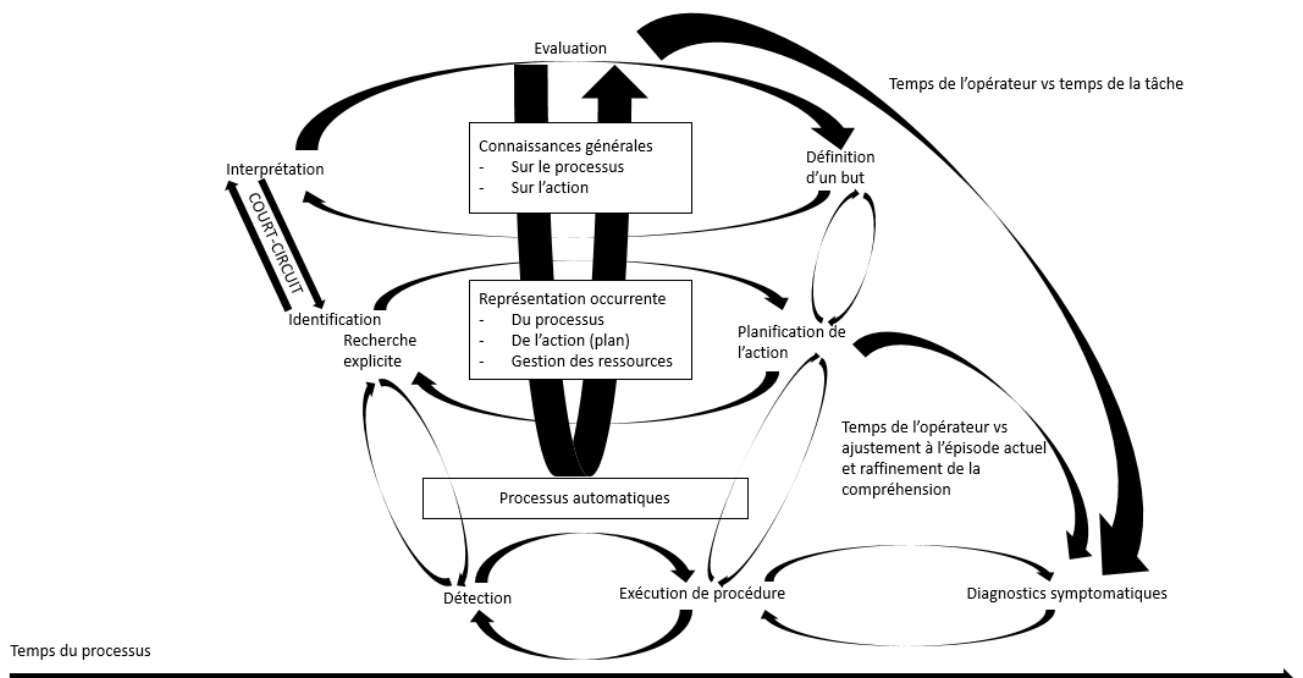 Evaluation
Temps de l'opérateur vs temps de la tâche
Connaissances générales
- Sur le processus
- Sur l'action
Interprétation
Définition
d'un but
COURT-CIRCUIT
Représentation occurrente
- Du processus
- De l'action (plan)
- Gestion des ressources
Identification
Recherche
explicite
Planification de
l'action
Temps de l'opérateur vs
ajustement à l'épisode actuel
et raffinement de la
compréhension
Processus automatiques
Détection
Exécution de procédure
Diagnostics symptomatiques
Temps du processus